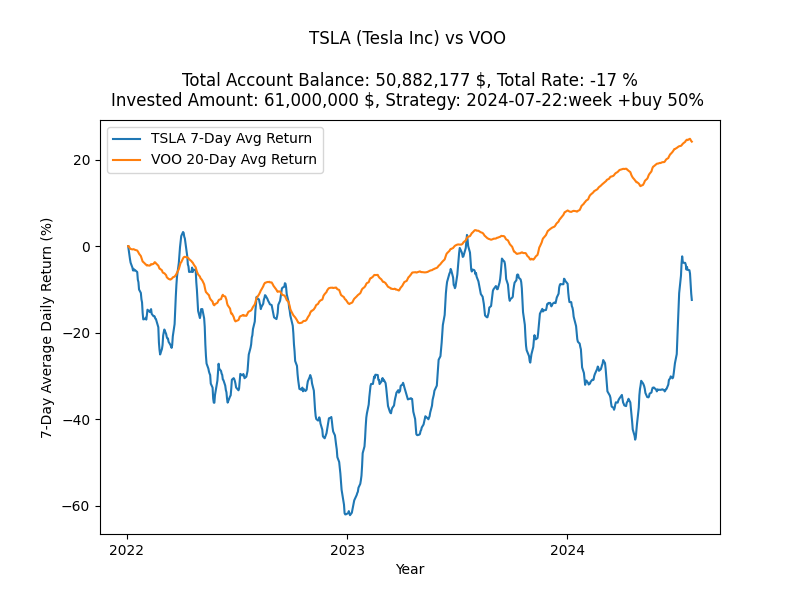 TSLA (Tesla Inc) vs VOO
Total Account Balance: 50,882,177 $, Total Rate: -17 %
Invested Amount: 61,000,000 $, Strategy: 2024-07-22:week +buy 50%
TSLA 7-Day Avg Return
VOO 20-Day Avg Return
7-Day Average Daily Return (%)
20
0
−20
−40
−60
2022
2023
2024
Year